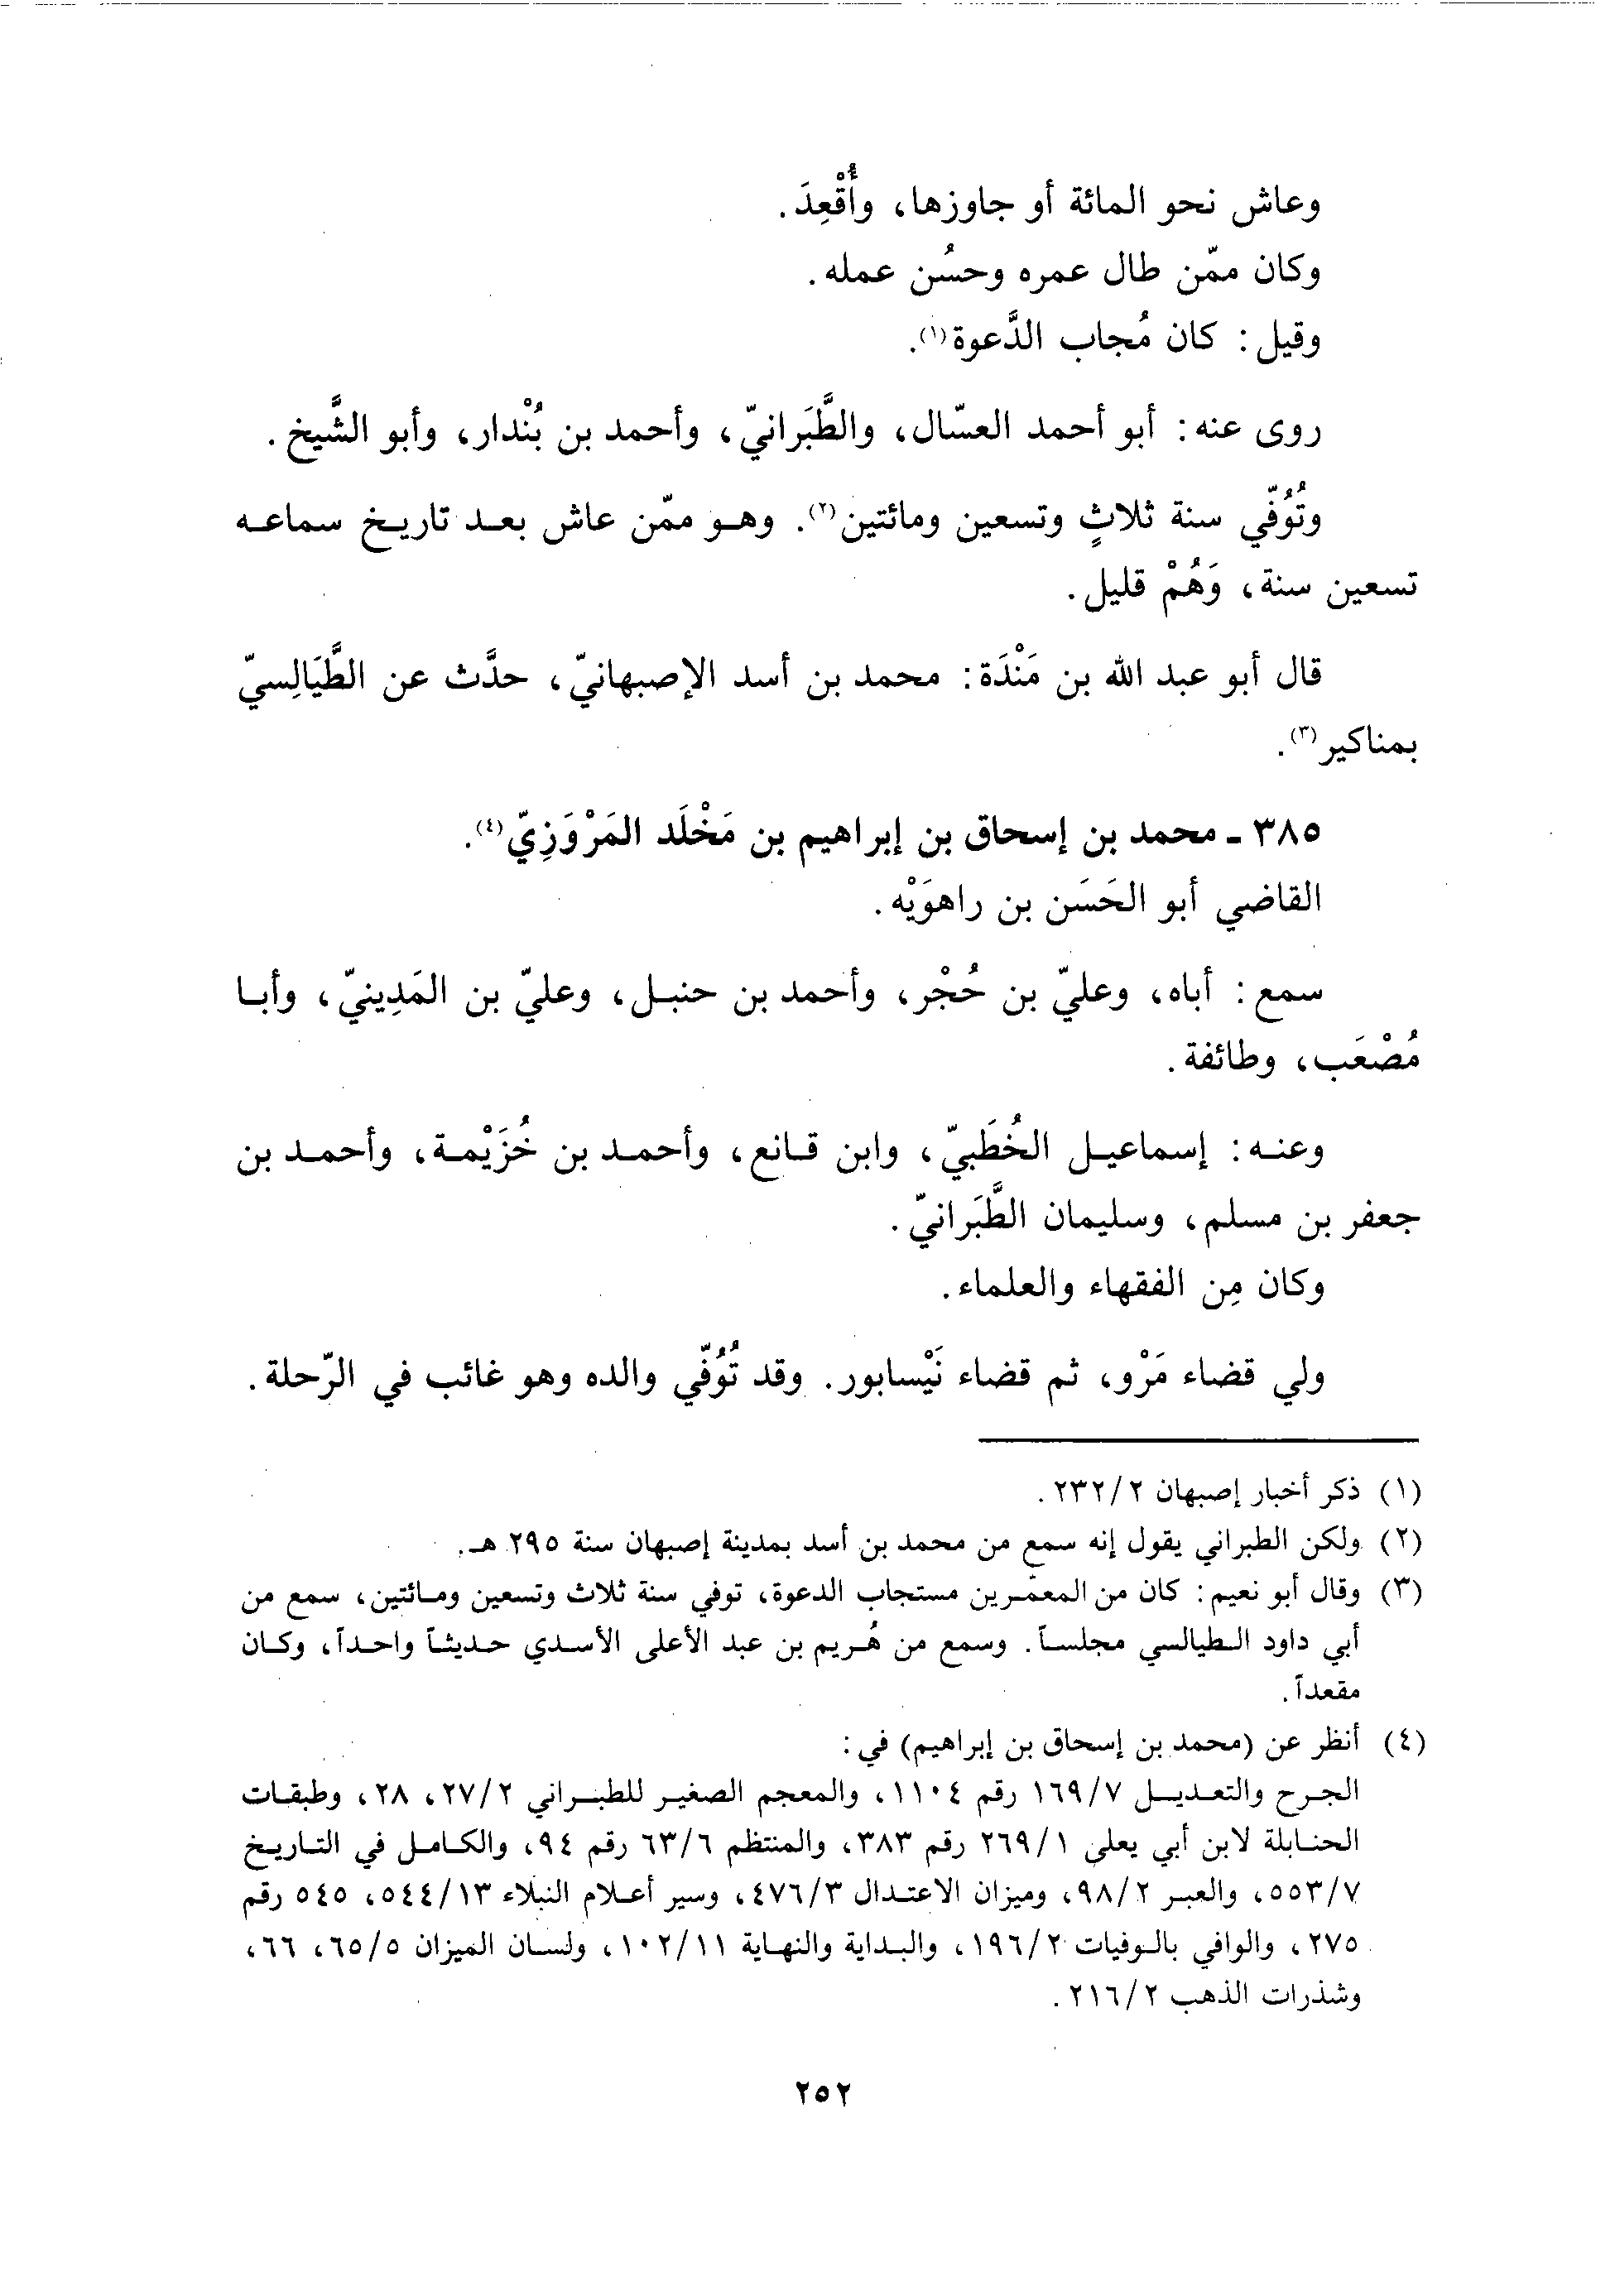 وعاش نحو المائة أو جاوزها، وأُقْعِدَ.
وكان ممّن طال عمره وحسُن عمله.
وقيل: كان مُجاب الدَّعوة(١).
روى عنه: أبو أحمد العسّال، والطَّبَرانيّ، وأحمد بن بُنْدار، وأبو الشَّيخ.
وتُوُفّي سنة ثلاثٍ وتسعين ومائتين(٢). وهو ممّن عاش بعد تاريخ سماعه
تسعين سنة، وَهُمْ قليل.
قال أبو عبد الله بن مَنْدَة: محمد بن أسد الإصبهانيّ، حدَّث عن الطَّيَالِسيّ
بمناكير(٣).
٣٨٥ ـ محمد بن إسحاق بن إبراهيم بن مَخْلَد المَرْوَزِيّ(٤).
القاضي أبو الحَسَن بن راهوَيْه.
سمع: أباه، وعليّ بن حُجْر، وأحمد بن حنبل، وعليّ بن المَدِينيّ، وأبا
مُصْعَب، وطائفة.
وعنه: إسماعيل الخُطَبيّ، وابن قانع، وأحمد بن خُزَيْمة، وأحمد بن
جعفر بن مسلم، وسليمان الطَّبَرانيّ.
وكان مِن الفقهاء والعلماء.
ولي قضاء مَرْو، ثم قضاء نَيْسابور. وقد تُوُفّي والده وهو غائب في الرّحلة.
(١) ذكر أخبار إصبهان ٢/ ٢٣٢.
(٢) ولكن الطبراني يقول إنه سمع من محمد بن أسد بمدينة إصبهان سنة ٢٩٥ هـ.
(٣) وقال أبو نعيم: كان من المعمّرين مستجاب الدعوة، توفي سنة ثلاث وتسعين ومائتين، سمع من
أبي داود الطيالسي مجلساً. وسمع من هُريم بن عبد الأعلى الأسدي حديثاً واحداً، وكان
مقعداً.
(٤) أنظر عن (محمد بن إسحاق بن إبراهيم) في:
الجرح والتعديل ٧/ ١٦٩ رقم ١١٠٤، والمعجم الصغير للطبراني ٢/ ٢٧، ٢٨، وطبقات
الحنابلة لابن أبي يعلى ١/ ٢٦٩ رقم ٣٨٣، والمنتظم ٦/ ٦٣ رقم ٩٤، والكامل في التاريخ
٧/ ٥٥٣، والعبر ٢/ ٩٨، وميزان الاعتدال ٣/ ٤٧٦، وسير أعلام النبلاء ١٣/ ٥٤٤، ٥٤٥ رقم
٢٧٥، والوافي بالوفيات ٢/ ١٩٦، والبداية والنهاية ١١/ ١٠٢، ولسان الميزان ٥/ ٦٥، ٦٦،
وشذرات الذهب ٢/ ٢١٦.
٢٥٢